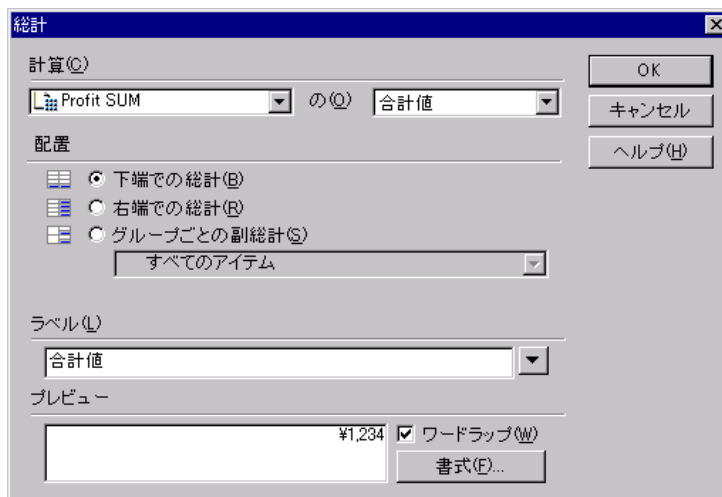 総計
計算(C)
Profit SUM の(O) 合計値
OK
キャンセル
ヘルプ(H)
配置
下端での総計(B)
右端での総計(R)
グループごとの副総計(S)
すべてのアイテム
ラベル(L)
合計値
プレビュー
¥1,234
ワードラップ(W)
書式(F)...